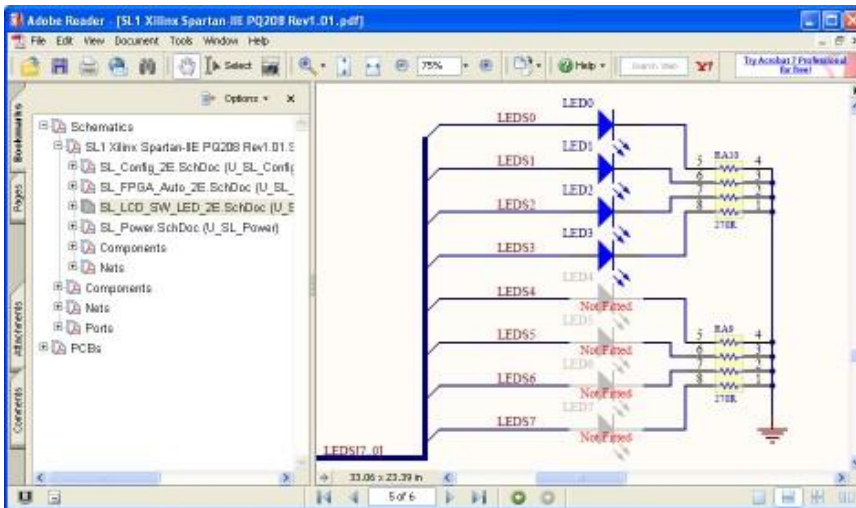 Adobe Reader - [SL1 Xilinx Spartan-IIE PQ208 Rev1.01.pdf]
File Edit View Document Tools Window Help
Select 75% Help Search Web Y! Try Acrobat 7 Professional for free!
Bookmarks
Pages
Attachments
Comments
Options
Schematics
SL1 Xilinx Spartan-IIE PQ208 Rev1.01.S
SL_Config_2E.SchDoc (U_SL_Config
SL_FPGA_Auto_2E.SchDoc (U_SL_
SL_LCD_SW_LED_2E.SchDoc (U_S
SL_Power.SchDoc (U_SL_Power)
Components
Nets
Components
Nets
Ports
PCBs
LEDS0 LED0
LEDS1 LED1
LEDS2 LED2
LEDS3 LED3
5 RA10 4
6 3
7 2
8 1
270R
LEDS4 LED4 Not Fitted
LEDS5 LED5 Not Fitted
LEDS6 LED6 Not Fitted
LEDS7 LED7 Not Fitted
5 RA9 4
6 3
7 2
8 1
270R
LEDS[7..0]
33.06 x 23.39 in
5 of 6